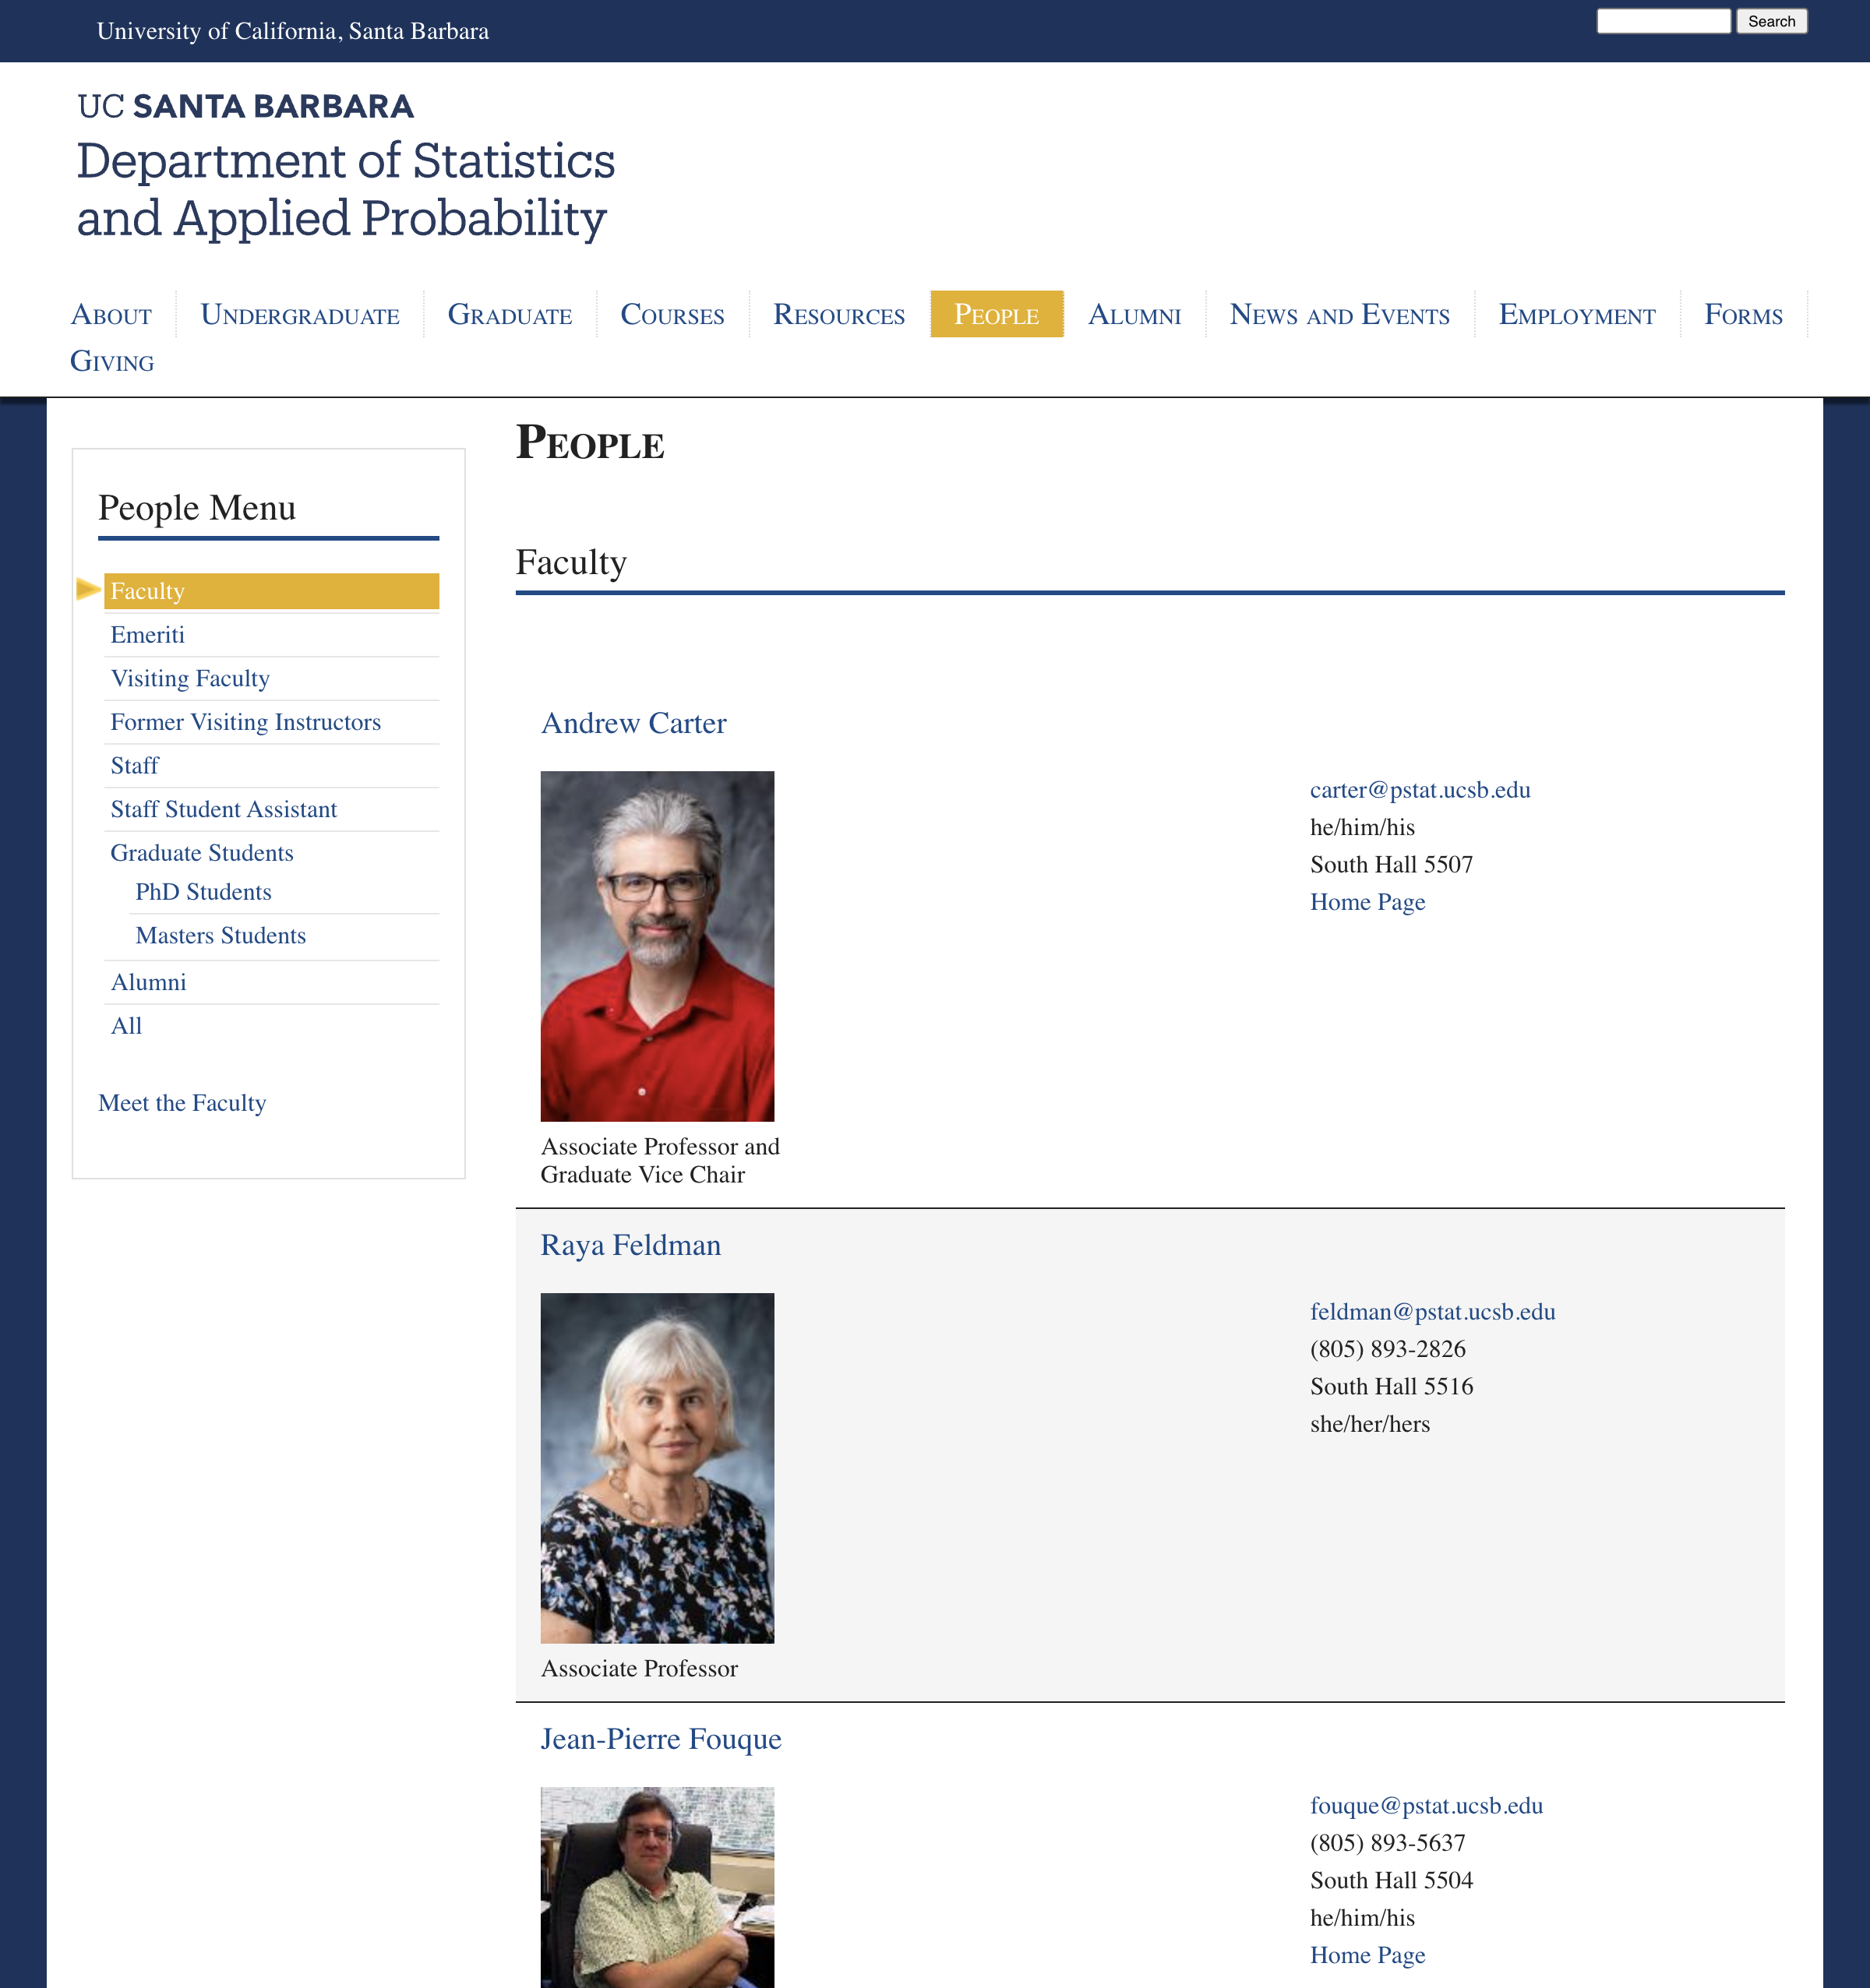 University of California, Santa Barbara
Search
UC SANTA BARBARA
Department of Statistics
and Applied Probability
About Undergraduate Graduate Courses Resources People Alumni News and Events Employment Forms
Giving
People Menu
Faculty
Emeriti
Visiting Faculty
Former Visiting Instructors
Staff
Staff Student Assistant
Graduate Students
PhD Students
Masters Students
Alumni
All
Meet the Faculty
People
Faculty
Andrew Carter
carter@pstat.ucsb.edu
he/him/his
South Hall 5507
Home Page
Associate Professor and
Graduate Vice Chair
Raya Feldman
feldman@pstat.ucsb.edu
(805) 893-2826
South Hall 5516
she/her/hers
Associate Professor
Jean-Pierre Fouque
fouque@pstat.ucsb.edu
(805) 893-5637
South Hall 5504
he/him/his
Home Page